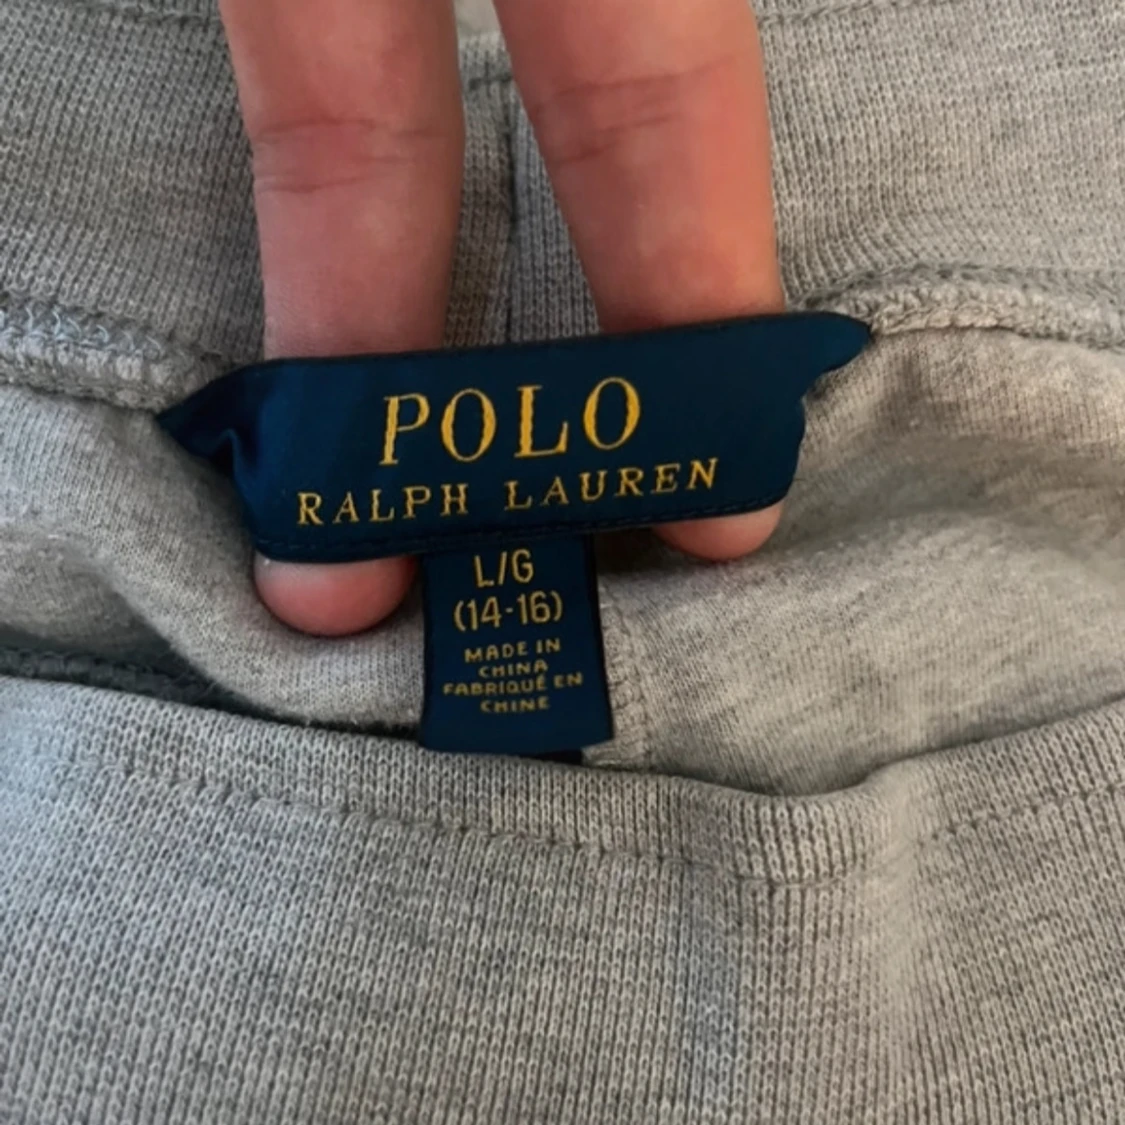 POLO
RALPH LAUREN
L/G
(14-16)
MADE IN
CHINA
FABRIQUÉ EN
CHINE